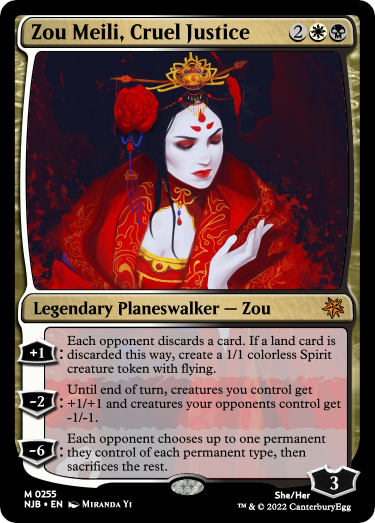 Zou Meili, Cruel Justice 2
Legendary Planeswalker — Zou
+1 Each opponent discards a card. If a land card is
discarded this way, create a 1/1 colorless Spirit
creature token with flying.
-2 Until end of turn, creatures you control get
+1/+1 and creatures your opponents control get
-1/-1.
-6 Each opponent chooses up to one permanent
they control of each permanent type, then
sacrifices the rest.
3
M 0255
NJB • EN Miranda Yi
She/Her
™ & © 2022 CanterburyEgg